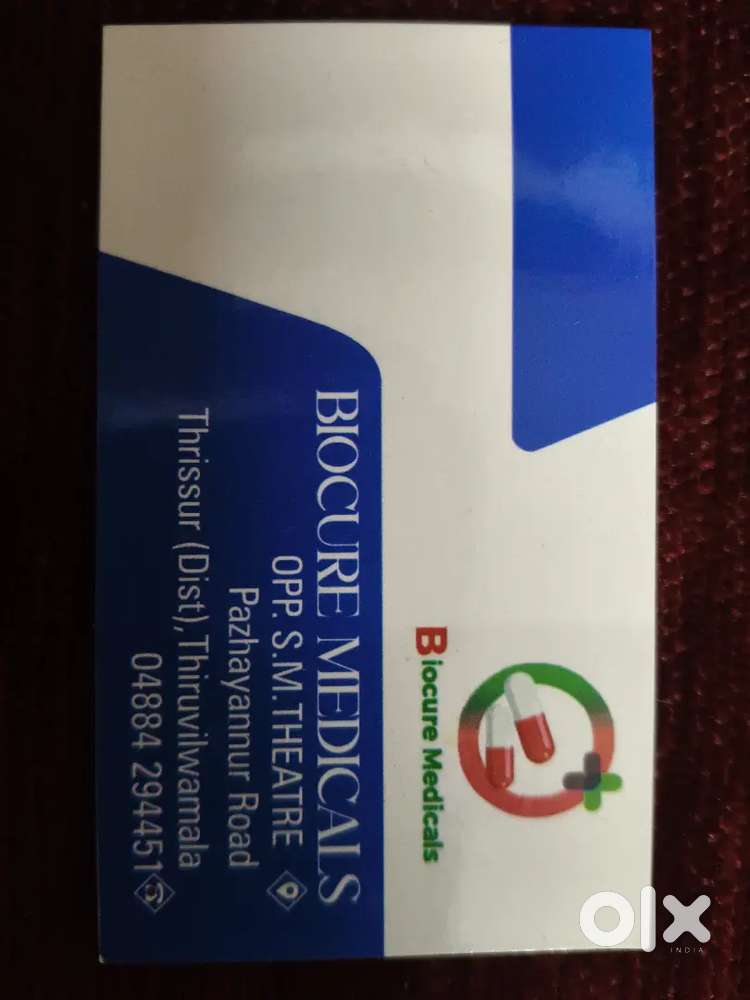 Biocure Medicals
BIOCURE MEDICALS
OPP. S.M.THEATRE
Pazhayannur Road
Thrissur (Dist), Thiruvilwamala
04884 294451
olx
INDIA